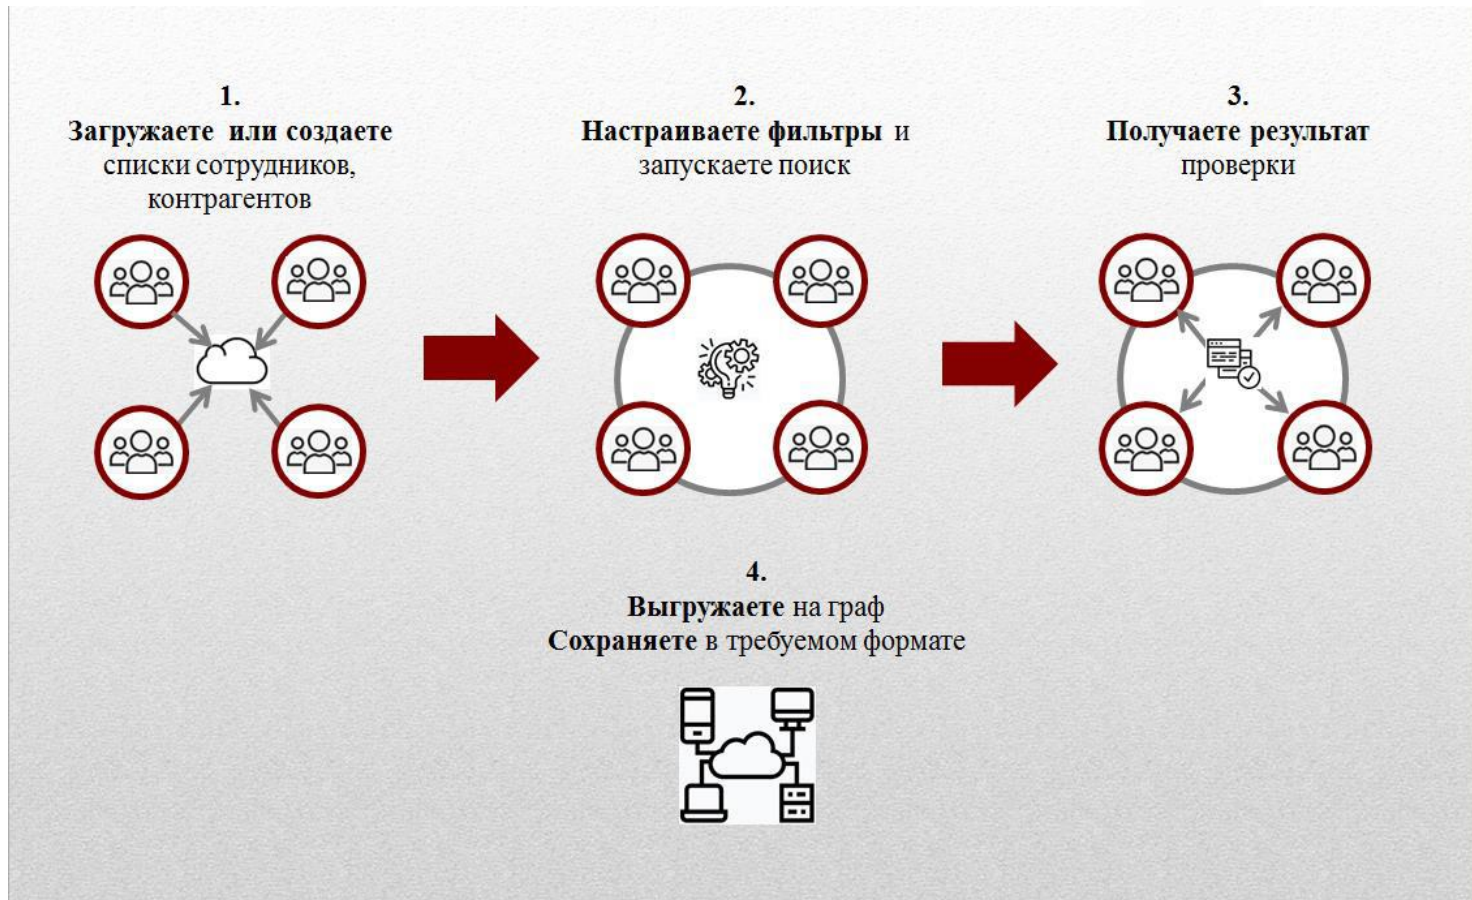 1.
Загружаете или создаете
списки сотрудников,
контрагентов
2.
Настраиваете фильтры и
запускаете поиск
3.
Получаете результат
проверки
4.
Выгружаете на граф
Сохраняете в требуемом формате